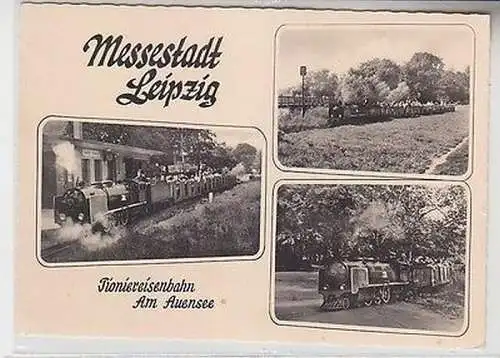 Messestadt
Leipzig
Pioniereisenbahn
Am Auensee